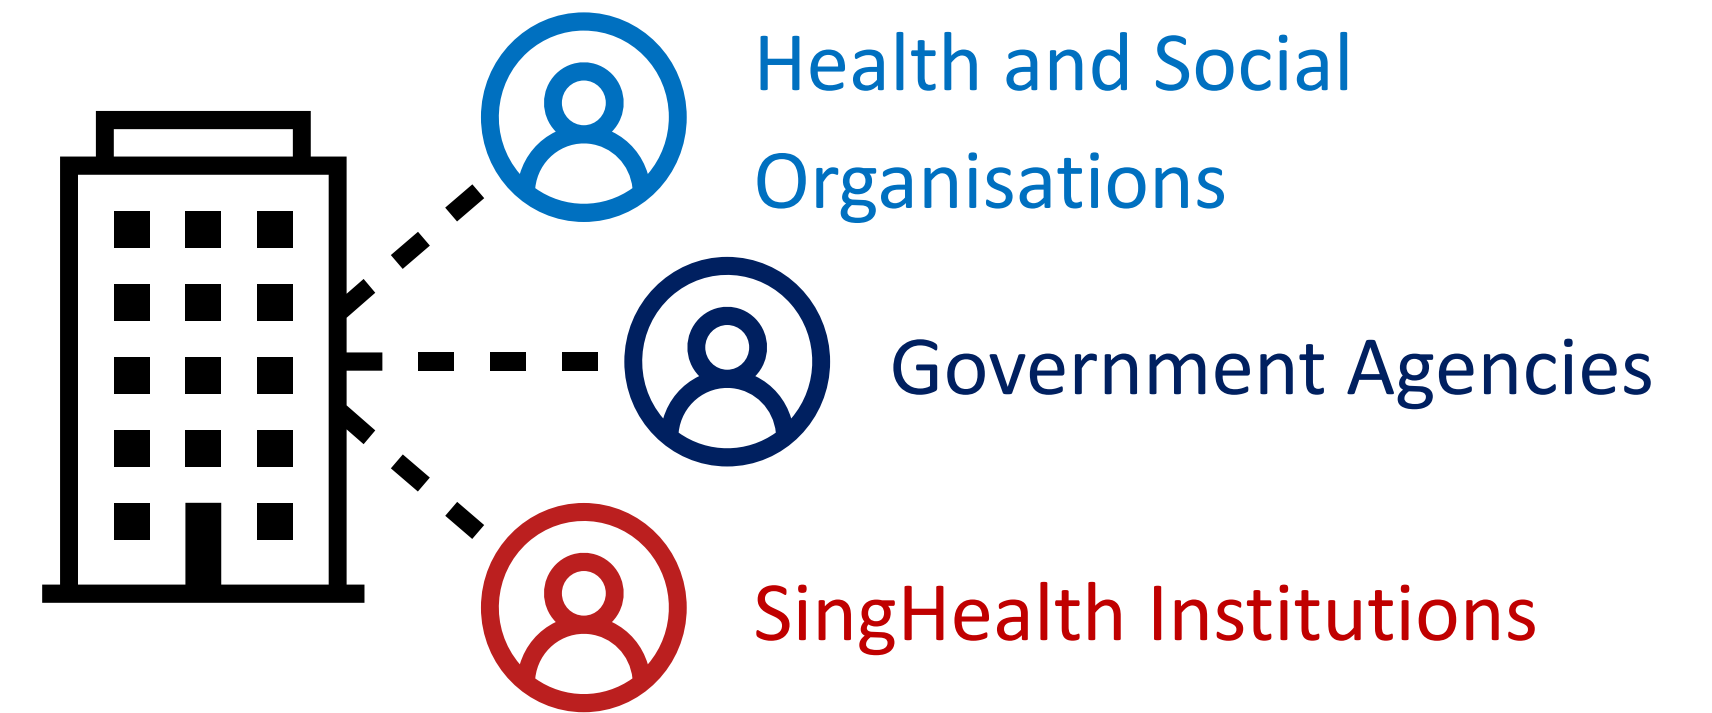 Health and Social
Organisations
Government Agencies
SingHealth Institutions